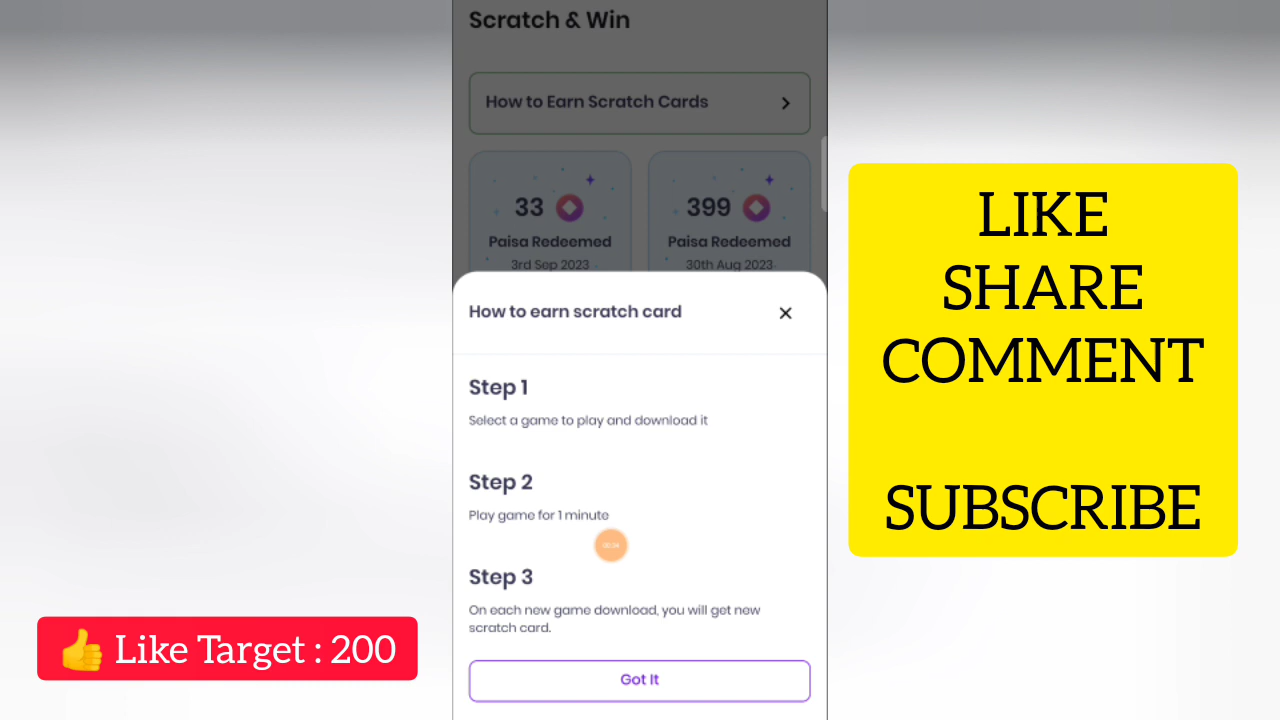 Scratch & Win
How to Earn Scratch Cards
33
Paisa Redeemed
3rd Sep 2023
399
Paisa Redeemed
30th Aug 2023
How to earn scratch card
Step 1
Select a game to play and download it
Step 2
Play game for 1 minute
Step 3
On each new game download, you will get new
scratch card.
Got It
👍 Like Target : 200
LIKE
SHARE
COMMENT
SUBSCRIBE